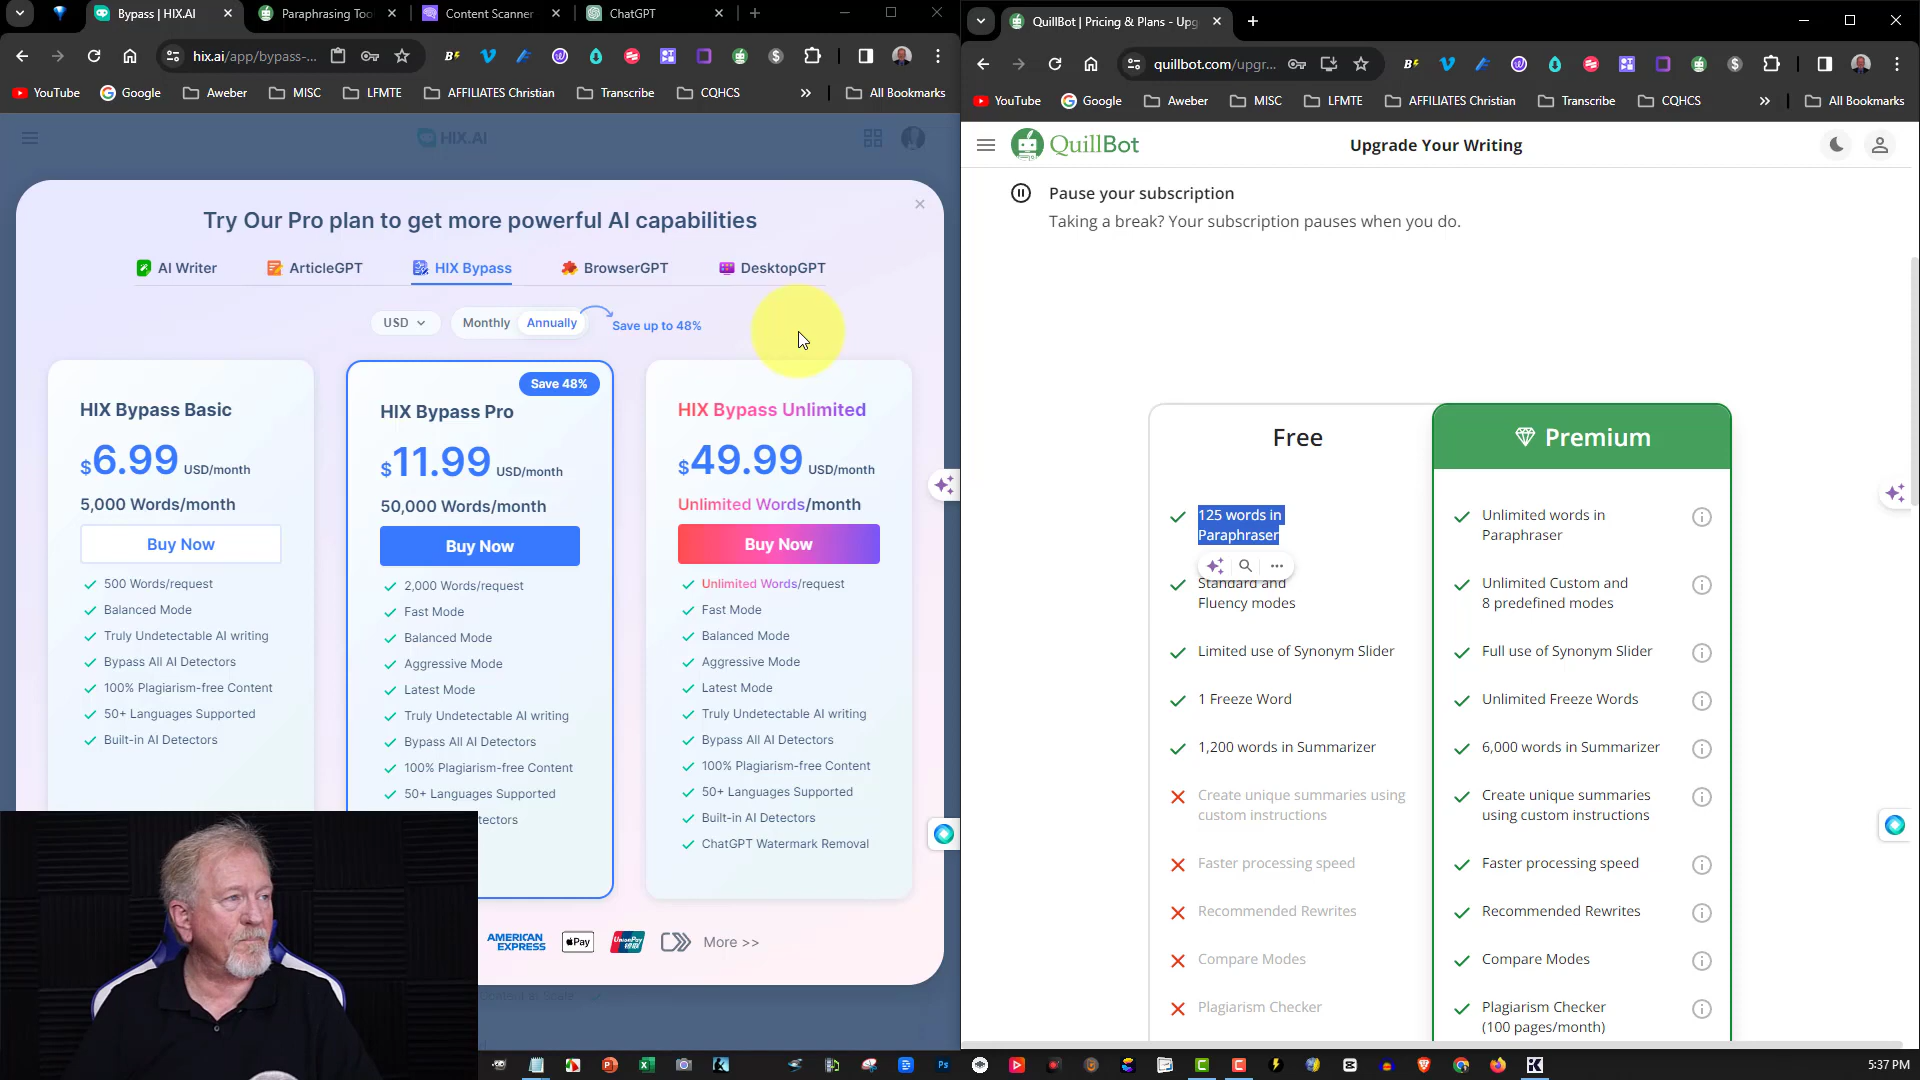 Bypass | HIX.AI
Paraphrasing Too
Content Scanner
ChatGPT
hix.ai/app/bypass-...
YouTube
Google
Aweber
MISC
LFMTE
AFFILIATES Christian
Transcribe
CQHCS
All Bookmarks
HIX.AI
Try Our Pro plan to get more powerful AI capabilities
AI Writer
ArticleGPT
HIX Bypass
BrowserGPT
DesktopGPT
USD
Monthly
Annually
Save up to 48%
HIX Bypass Basic
$6.99 USD/month
5,000 Words/month
Buy Now
500 Words/request
Balanced Mode
Truly Undetectable AI writing
Bypass All AI Detectors
100% Plagiarism-free Content
50+ Languages Supported
Built-in AI Detectors
Save 48%
HIX Bypass Pro
$11.99 USD/month
50,000 Words/month
Buy Now
2,000 Words/request
Fast Mode
Balanced Mode
Aggressive Mode
Latest Mode
Truly Undetectable AI writing
Bypass All AI Detectors
100% Plagiarism-free Content
50+ Languages Supported
HIX Bypass Unlimited
$49.99 USD/month
Unlimited Words/month
Buy Now
Unlimited Words/request
Fast Mode
Balanced Mode
Aggressive Mode
Latest Mode
Truly Undetectable AI writing
Bypass All AI Detectors
100% Plagiarism-free Content
50+ Languages Supported
Built-in AI Detectors
ChatGPT Watermark Removal
AMERICAN EXPRESS
Pay
UnionPay
More >>
QuillBot | Pricing & Plans - Upg
quillbot.com/upgr...
YouTube
Google
Aweber
MISC
LFMTE
AFFILIATES Christian
Transcribe
CQHCS
All Bookmarks
QuillBot
Upgrade Your Writing
Pause your subscription
Taking a break? Your subscription pauses when you do.
Free
125 words in
Paraphraser
Standard and
Fluency modes
Limited use of Synonym Slider
1 Freeze Word
1,200 words in Summarizer
Create unique summaries using
custom instructions
Faster processing speed
Recommended Rewrites
Compare Modes
Plagiarism Checker
Premium
Unlimited words in
Paraphraser
Unlimited Custom and
8 predefined modes
Full use of Synonym Slider
Unlimited Freeze Words
6,000 words in Summarizer
Create unique summaries
using custom instructions
Faster processing speed
Recommended Rewrites
Compare Modes
Plagiarism Checker
(100 pages/month)
5:37 PM